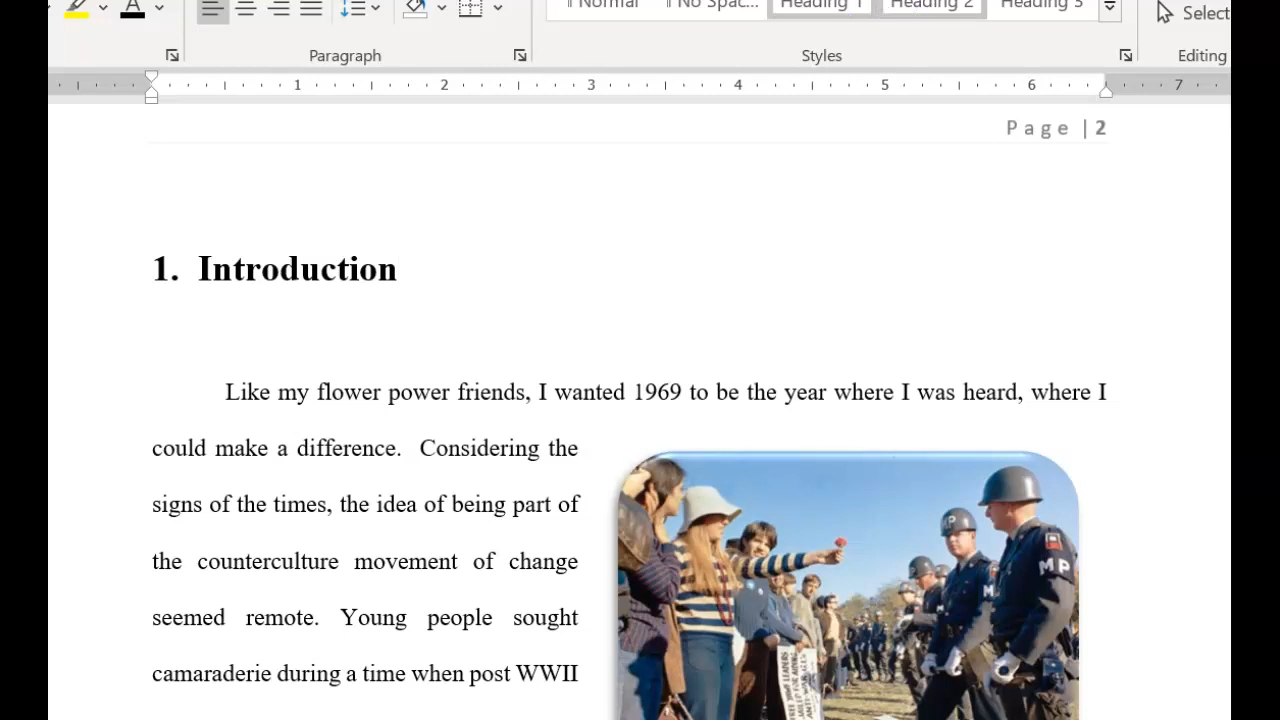 Normal
No Spac...
Heading 1
Heading 2
Heading 3
Select
Paragraph
Styles
Editing
1 2 3 4 5 6 7
Page | 2
1. Introduction
Like my flower power friends, I wanted 1969 to be the year where I was heard, where I
could make a difference. Considering the
signs of the times, the idea of being part of
the counterculture movement of change
seemed remote. Young people sought
camaraderie during a time when post WWII
MP
MP